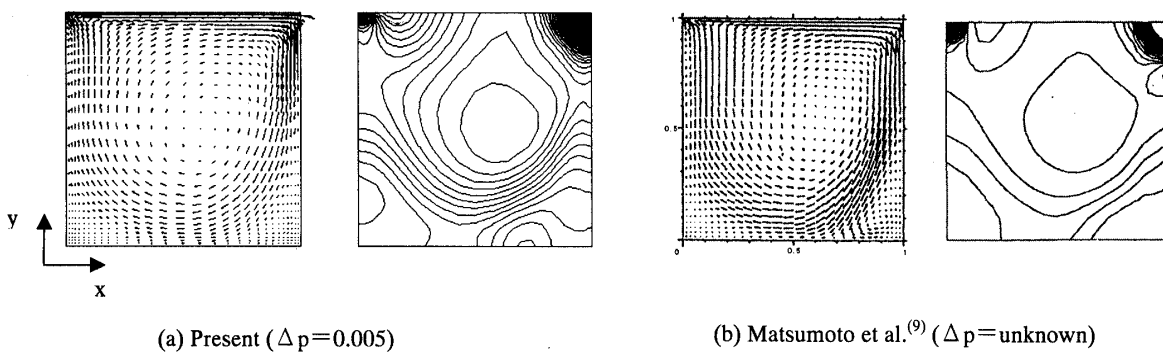 1
0.5
0
0.5
1
y
x
(a) Present (Δp=0.005)
(b) Matsumoto et al.(9) (Δp=unknown)